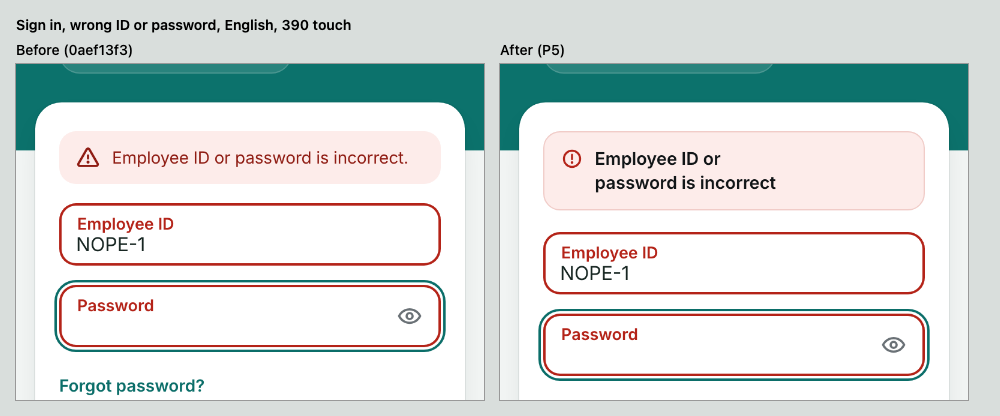 Sign in, wrong ID or password, English, 390 touch
Before (0aef13f3)
Employee ID or password is incorrect.
Employee ID
NOPE-1
Password
Forgot password?
After (P5)
Employee ID or
password is incorrect
Employee ID
NOPE-1
Password